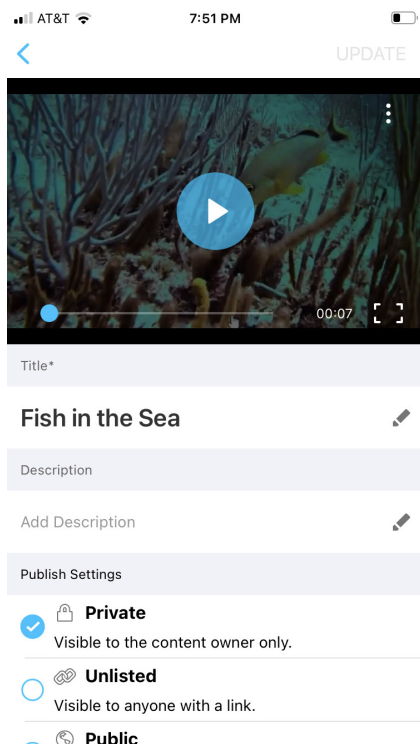 AT&T 7:51 PM
UPDATE
00:07
Title*
Fish in the Sea
Description
Add Description
Publish Settings
Private
Visible to the content owner only.
Unlisted
Visible to anyone with a link.
Public